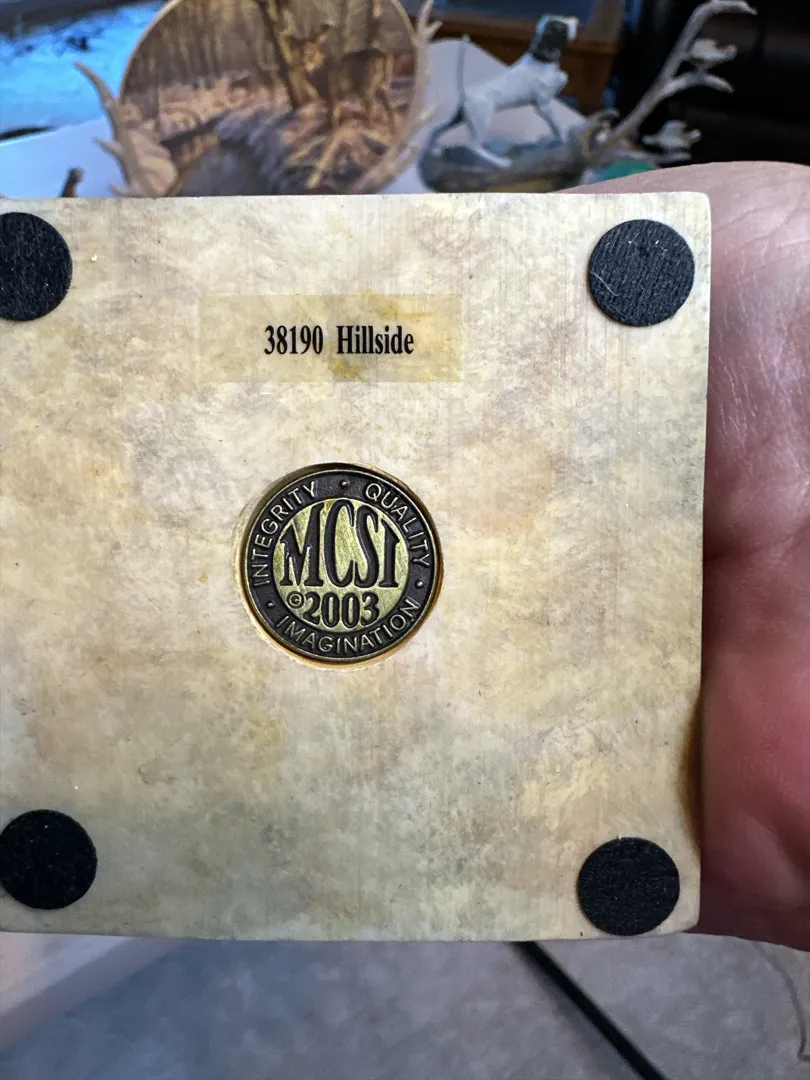 38190 Hillside
INTEGRITY • QUALITY •
MCSI
©2003
• IMAGINATION